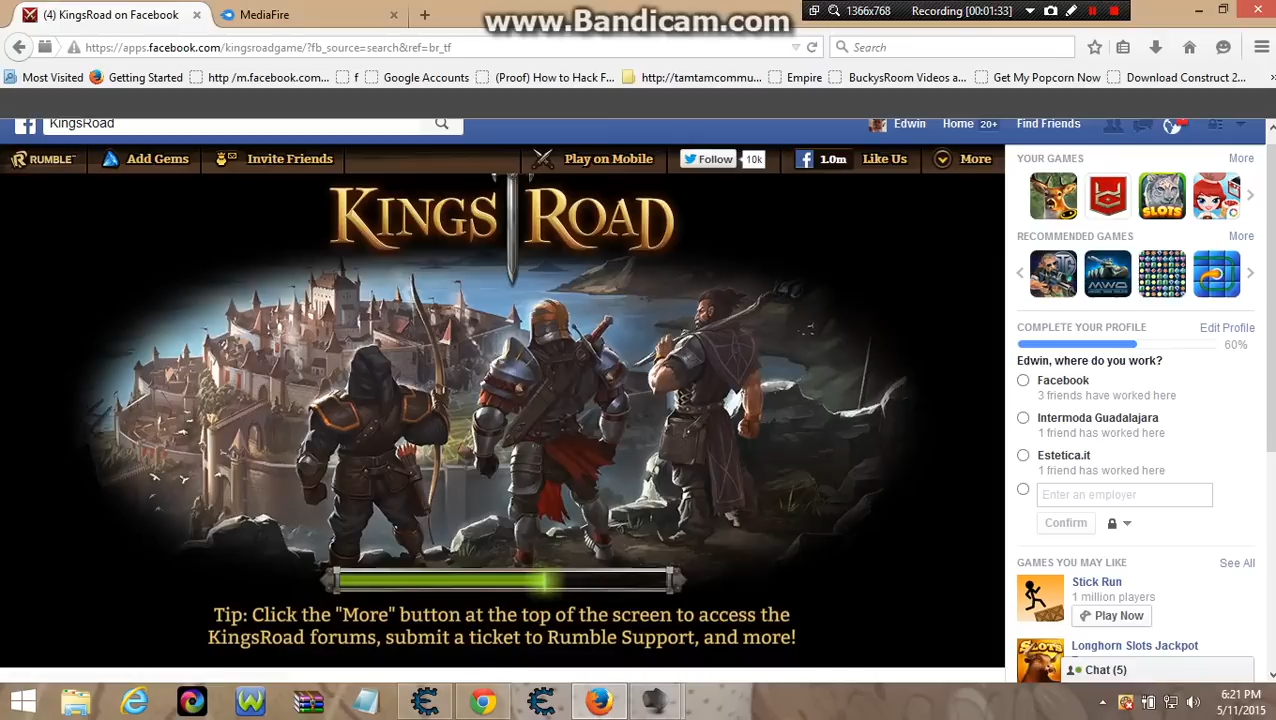 www.Bandicam.com
1366x768
Recording [00:01:33]
(4) KingsRoad on Facebook
MediaFire
https://apps.facebook.com/kingsroadgame/?fb_source=search&ref=br_tf
Search
Most Visited
Getting Started
http /m.facebook.com...
f
Google Accounts
(Proof) How to Hack F...
http://tamtamcommu...
Empire
BuckysRoom Videos a...
Get My Popcorn Now
Download Construct 2...
KingsRoad
Edwin
Home 20+
Find Friends
RUMBLE
Add Gems
Invite Friends
Play on Mobile
Follow
10k
1.0m
Like Us
More
KINGS ROAD
Tip: Click the "More" button at the top of the screen to access the
KingsRoad forums, submit a ticket to Rumble Support, and more!
YOUR GAMES
More
SLOTS
RECOMMENDED GAMES
More
MWO
COMPLETE YOUR PROFILE
Edit Profile
60%
Edwin, where do you work?
Facebook
3 friends have worked here
Intermoda Guadalajara
1 friend has worked here
Estetica.it
1 friend has worked here
Enter an employer
Confirm
GAMES YOU MAY LIKE
See All
Stick Run
1 million players
Play Now
Longhorn Slots Jackpot
Chat (5)
6:21 PM
5/11/2015